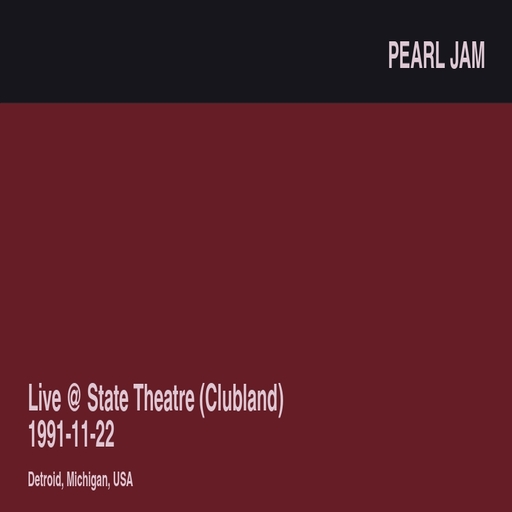 PEARL JAM
Live @ State Theatre (Clubland)
1991-11-22
Detroid, Michigan, USA